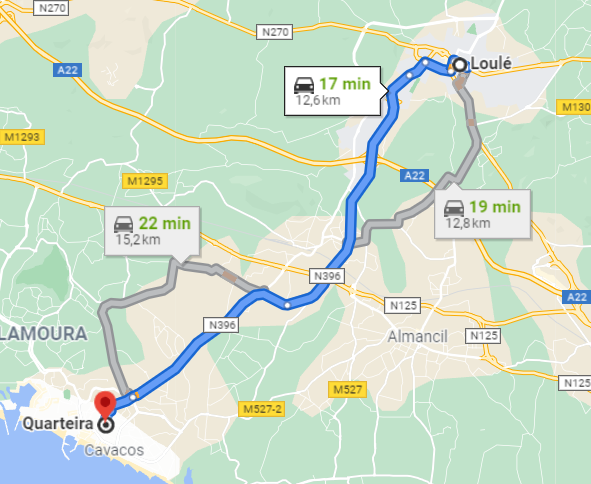 N270
N270
Loulé
A22
17 min
12,6 km
M130
M1293
A22
M1295
19 min
12,8 km
22 min
15,2 km
N396
A22
N125
N396
LAMOURA
Almancil
N125
N125
M527
M527-2
Quarteira
Cavacos